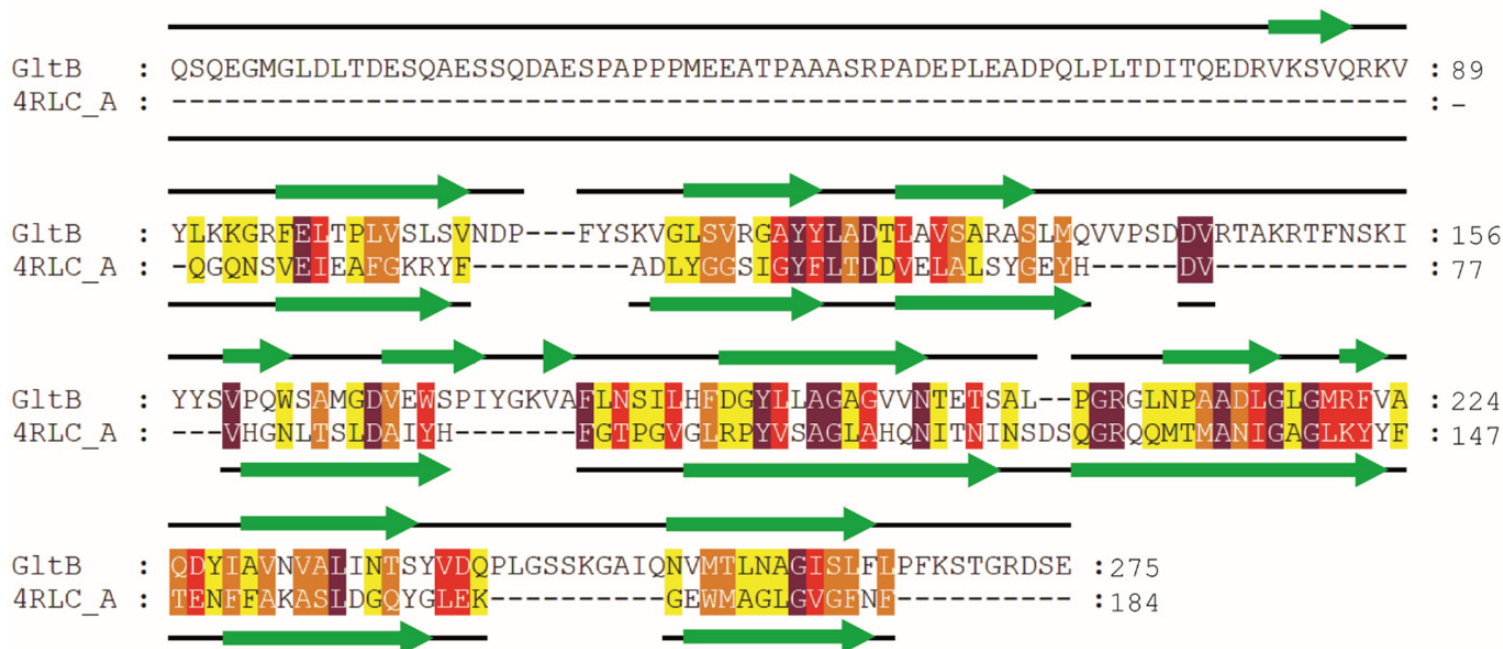 GltB : QSQEGMGLDLTDESQAESSQDAESPAPPPMEEATPAAASRPADEPLEADPQLPLTDITQEDRVKSVQRKV : 89
4RLC_A : ---------------------------------------------------------------------- : -
GltB : YLKKGRFELTPLVSLSVNDP---FYSKVGLSVRGAYYLADTLAVSARASLMQVVPSDDVRTAKRTFNSKI : 156
4RLC_A : -QGQNSVEIEAFGKRYF---------ADLYGGSIGYFLTDDVELALSYGEYH------DV---------- : 77
GltB : YYSVPQWSAMGDVEWSPIYGKVAFLNSILHFDGYLLAGAGVVNTETSAL--PGRGLNPAADLGLGMRFVA : 224
4RLC_A : ---VHGNLTSLDAIYH-------FGTPGVGLRPYVSAGLAHQNITNINSDSQGRQQMTMANIGAGLKYYF : 147
GltB : QDYIAVNVALINTSYVDQPLGSSKGAIQNVMTLNAGISLFLPFKSTGRDSE : 275
4RLC_A : TENFFAKASLDGQYGLEK----------GEWMAGLGVGFNF---------- : 184